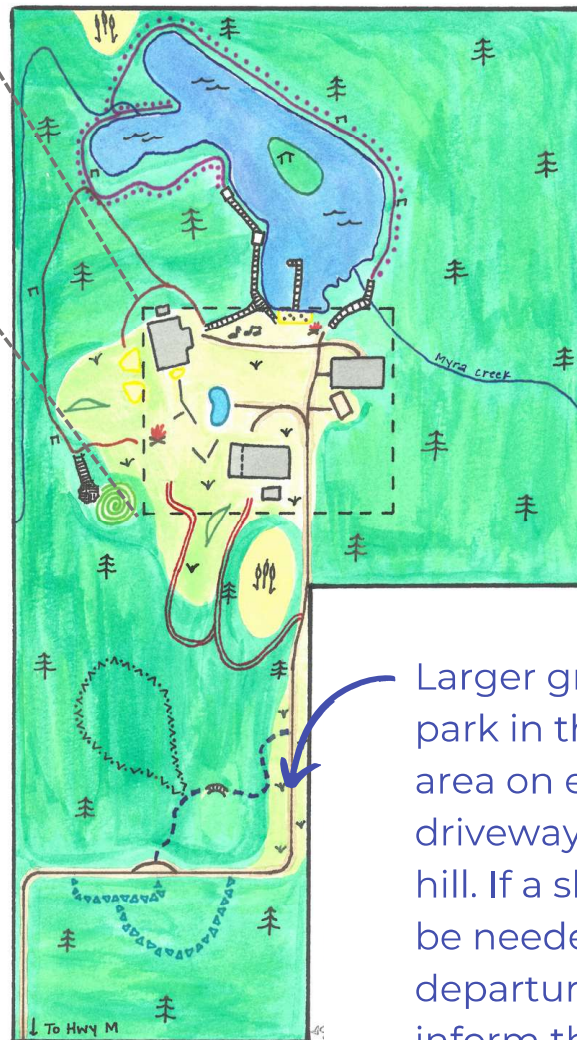 Myra Creek
Larger gr
park in th
area on e
driveway
hill. If a sh
be neede
departur
inform th
↓ To Hwy M